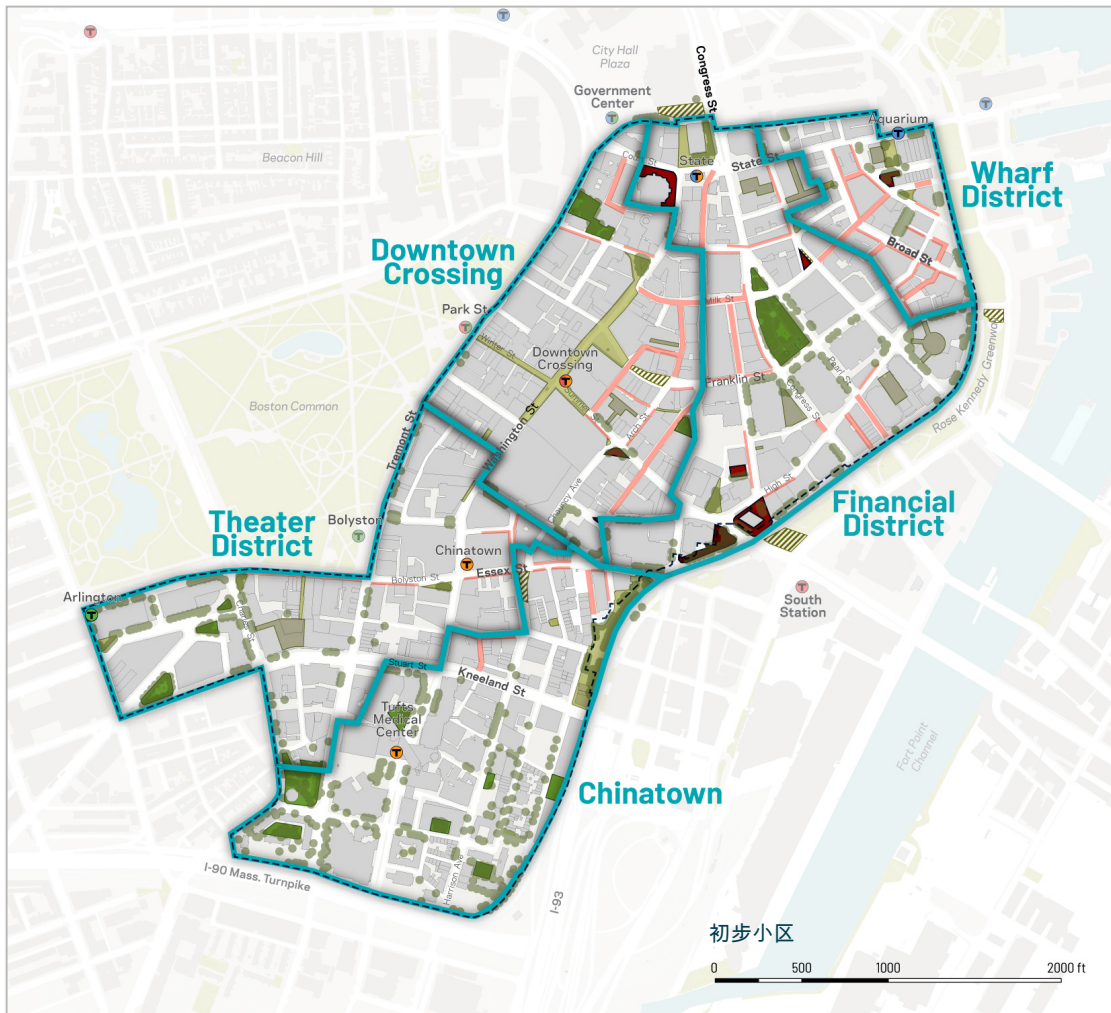 City Hall
Plaza
Congress St
Government
Center
Aquarium
Beacon Hill
Court St
State
State St
Wharf
District
Downtown
Crossing
Broad St
Park St
Milk St
Winter St
Downtown
Crossing
Franklin St
Pearl St
Rose Kennedy Greenway
Boston Common
Summer St
Congress St
Tremont St
Washington St
Arch St
Chauncy Ave
High St
Financial
District
Theater
District
Bolyston
Chinatown
Essex St
Bolyston St
South
Station
Arlington
Charles St
Stuart St
Kneeland St
Tufts
Medical
Center
Fort Point
Channel
Chinatown
Harrison Ave
I-90 Mass. Turnpike
I-93
初步小区
0 500 1000 2000 ft